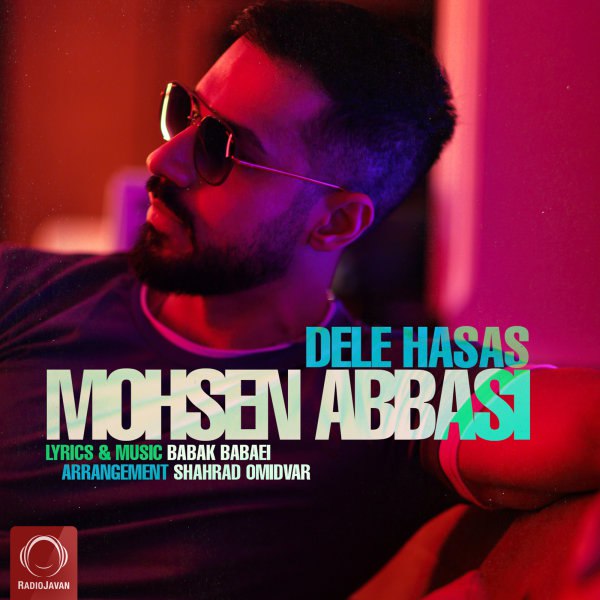 DELE HASAS
MOHSEN ABBASI
LYRICS & MUSIC BABAK BABAEI
ARRANGEMENT SHAHRAD OMIDVAR
RADIOJAVAN